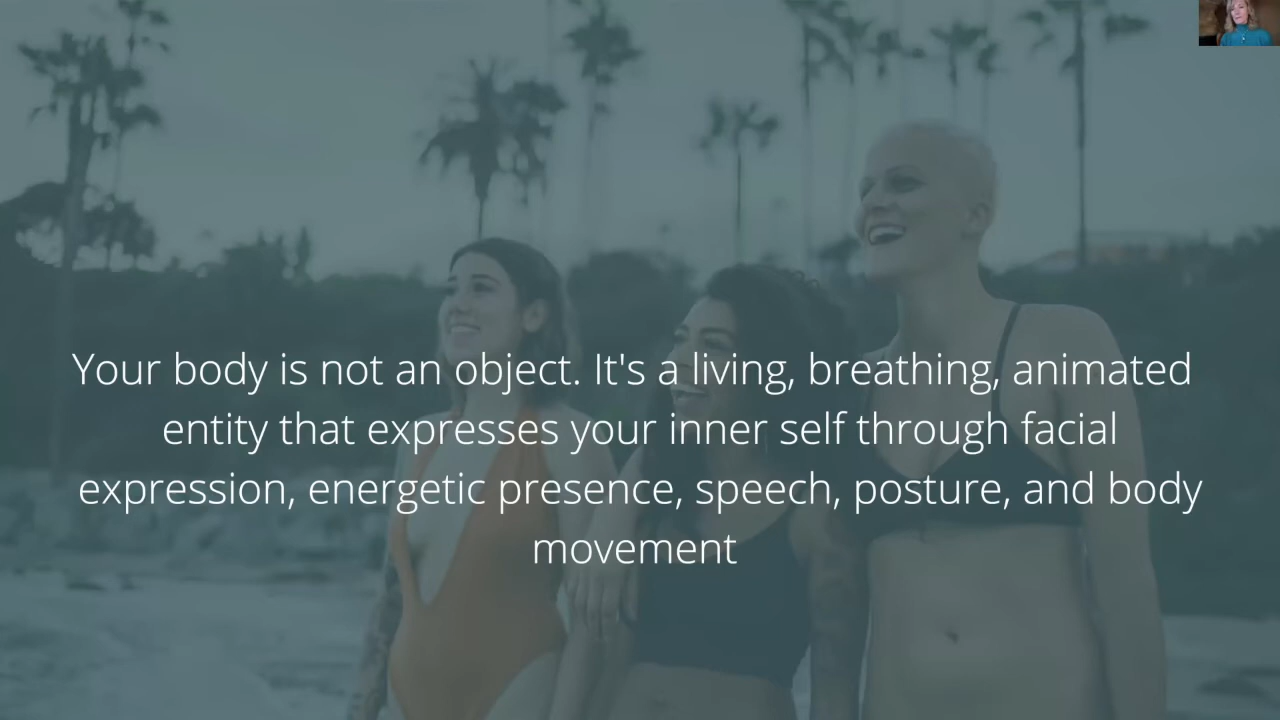 Your body is not an object. It's a living, breathing, animated
entity that expresses your inner self through facial
expression, energetic presence, speech, posture, and body
movement